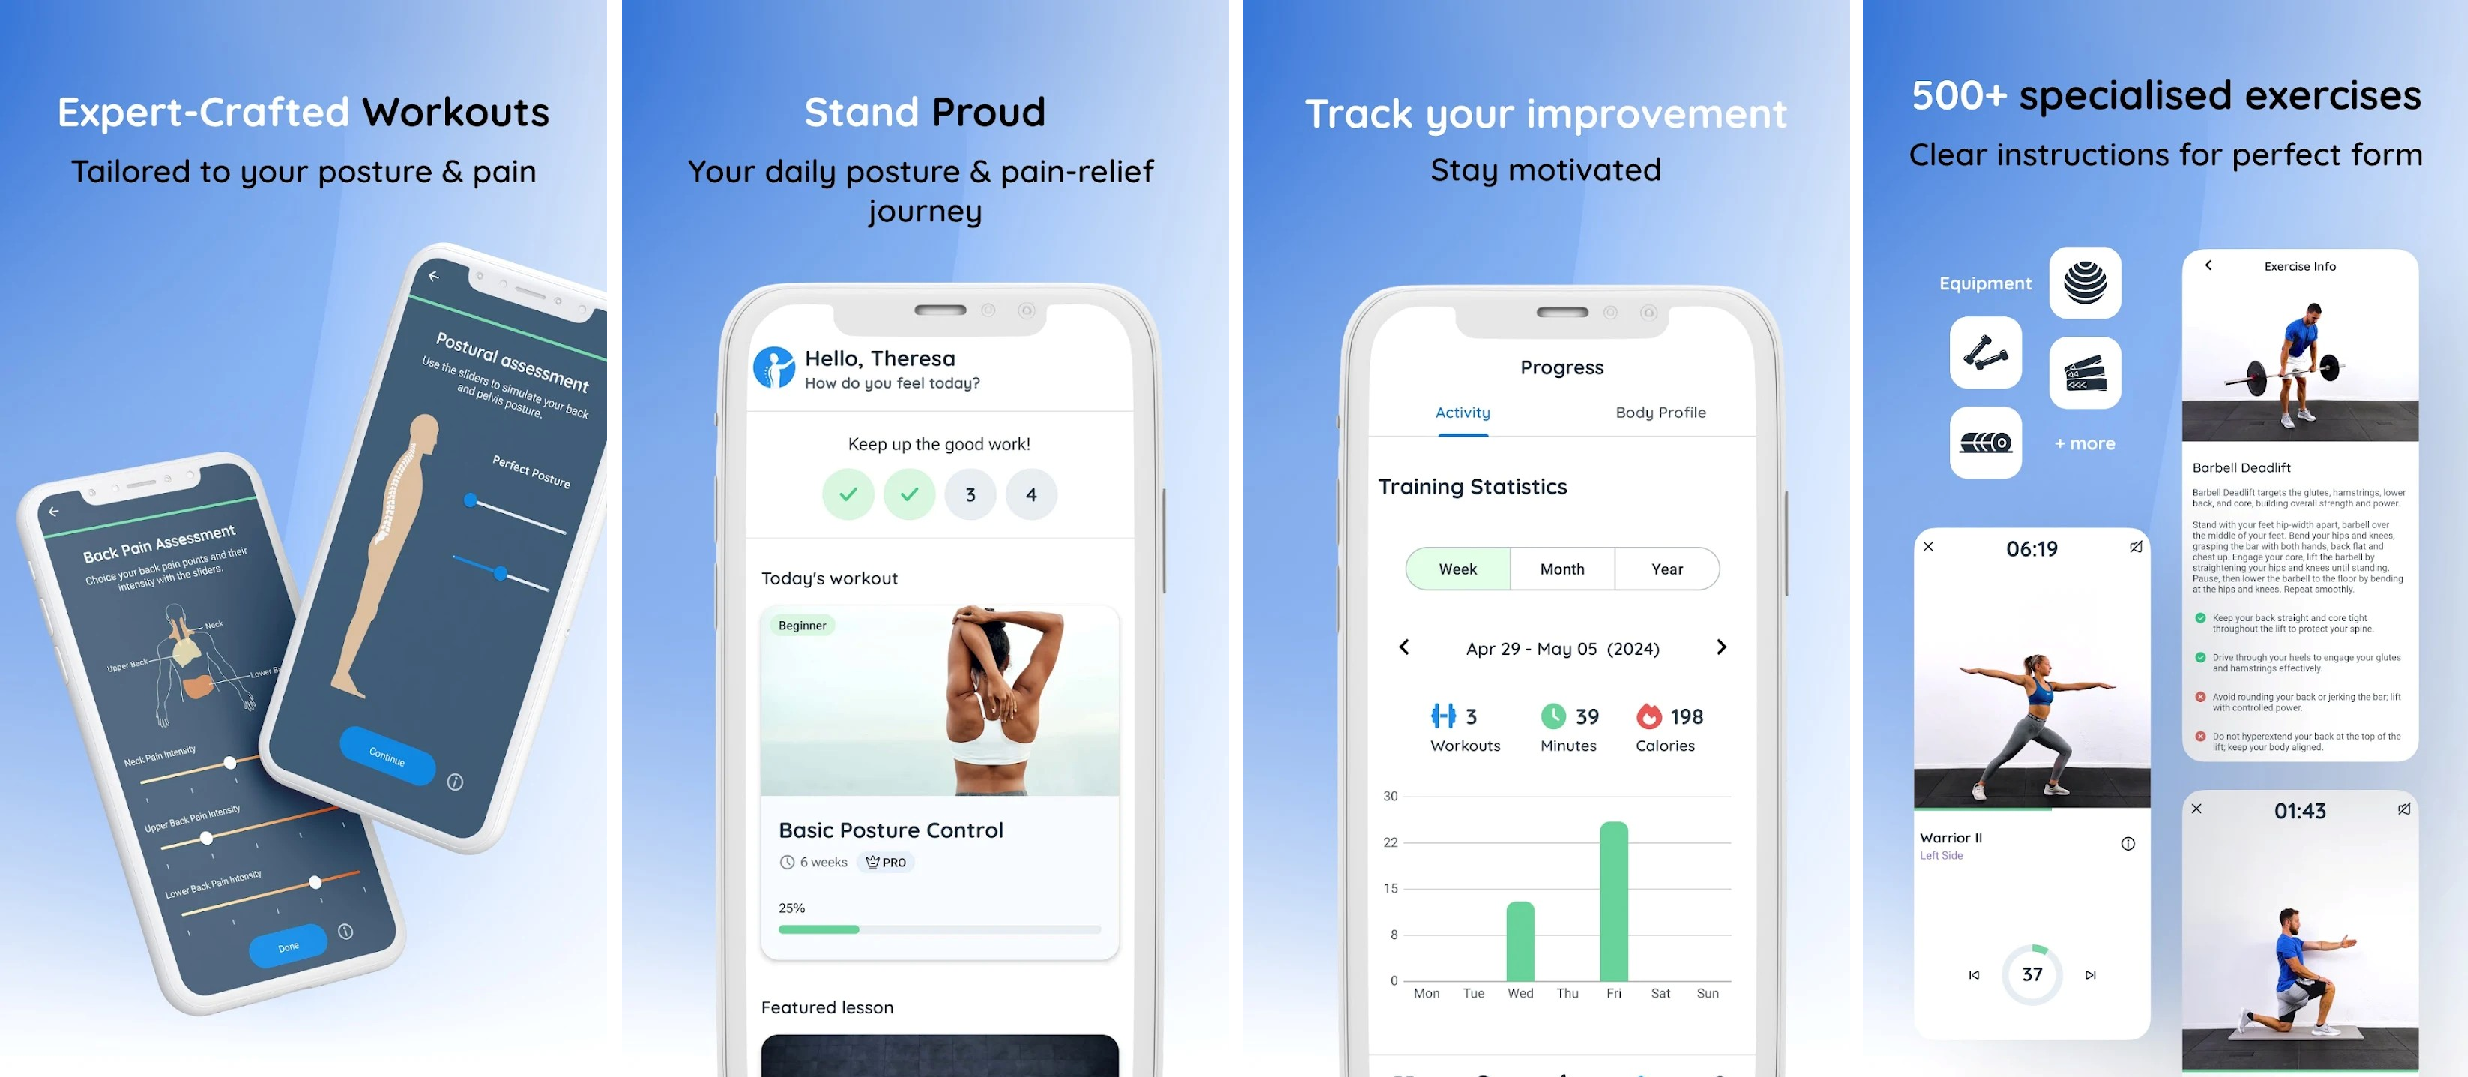 Expert-Crafted Workouts
Tailored to your posture & pain
Postural assessment
Use the sliders to simulate your back
and pelvis posture.
Perfect Posture
Continue
Back Pain Assessment
Choice your back pain points and their
intensity with the sliders.
Neck
Upper Back
Lower Ba
Neck Pain Intensity
Upper Back Pain Intensity
Lower Back Pain Intensity
Done
Stand Proud
Your daily posture & pain-relief
journey
Hello, Theresa
How do you feel today?
Keep up the good work!
3 4
Today's workout
Beginner
Basic Posture Control
6 weeks PRO
25%
Featured lesson
Track your improvement
Stay motivated
Progress
Activity Body Profile
Training Statistics
Week Month Year
Apr 29 - May 05 (2024)
3 39 198
Workouts Minutes Calories
30
22
15
8
0
Mon Tue Wed Thu Fri Sat Sun
500+ specialised exercises
Clear instructions for perfect form
Equipment
+ more
06:19
Warrior II
Left Side
37
Exercise Info
Barbell Deadlift
Barbell Deadlift targets the glutes, hamstrings, lower
back, and core, building overall strength and power.
Stand with your feet hip-width apart, barbell over
the middle of your feet. Bend your hips and knees,
grasping the bar with both hands, back flat and
chest up. Engage your core, lift the barbell by
straightening your hips and knees until standing.
Pause, then lower the barbell to the floor by bending
at the hips and knees. Repeat smoothly.
Keep your back straight and core tight
throughout the lift to protect your spine.
Drive through your heels to engage your glutes
and hamstrings effectively.
Avoid rounding your back or jerking the bar; lift
with controlled power.
Do not hyperextend your back at the top of the
lift; keep your body aligned.
01:43